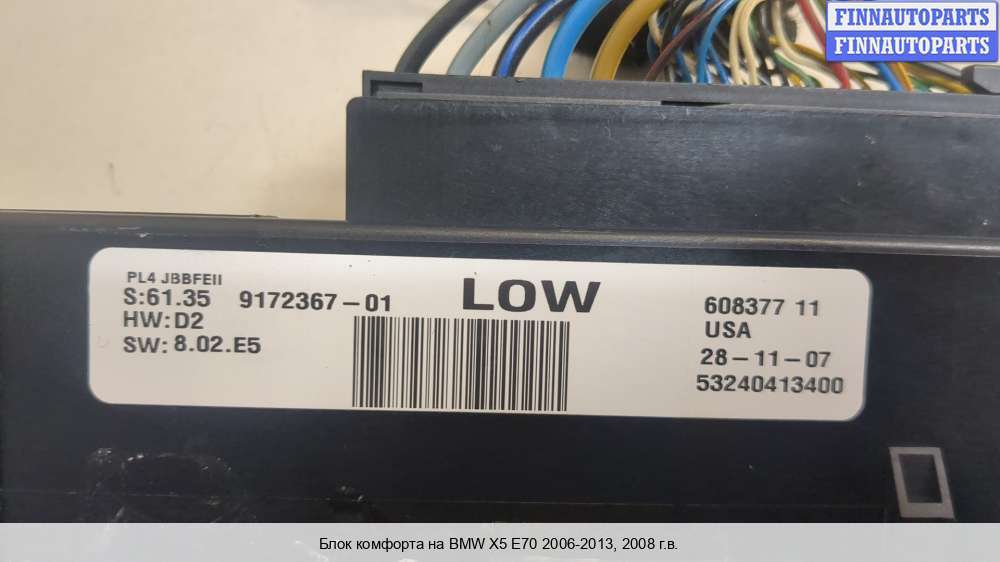 FINNAUTOPARTS
FINNAUTOPARTS
PL4 JBBFEII
S:61.35 9172367-01 LOW 608377 11
HW:D2 USA
SW: 8.02.E5 28-11-07
53240413400
Блок комфорта на BMW X5 E70 2006-2013, 2008 г.в.